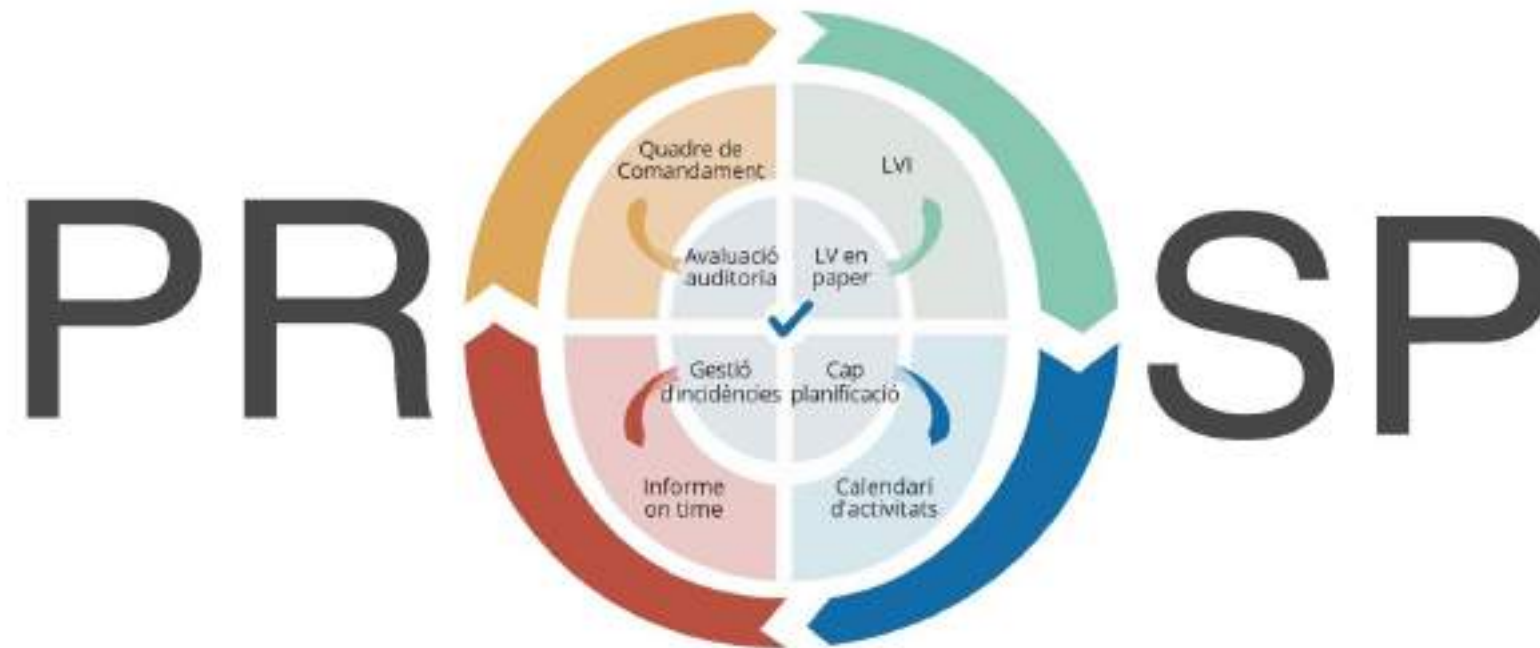 PR SP
Quadre de
Comandament
LVI
Avaluació
auditoria
LV en
paper
Gestió
d'incidències
Cap
planificació
Informe
on time
Calendari
d'activitats